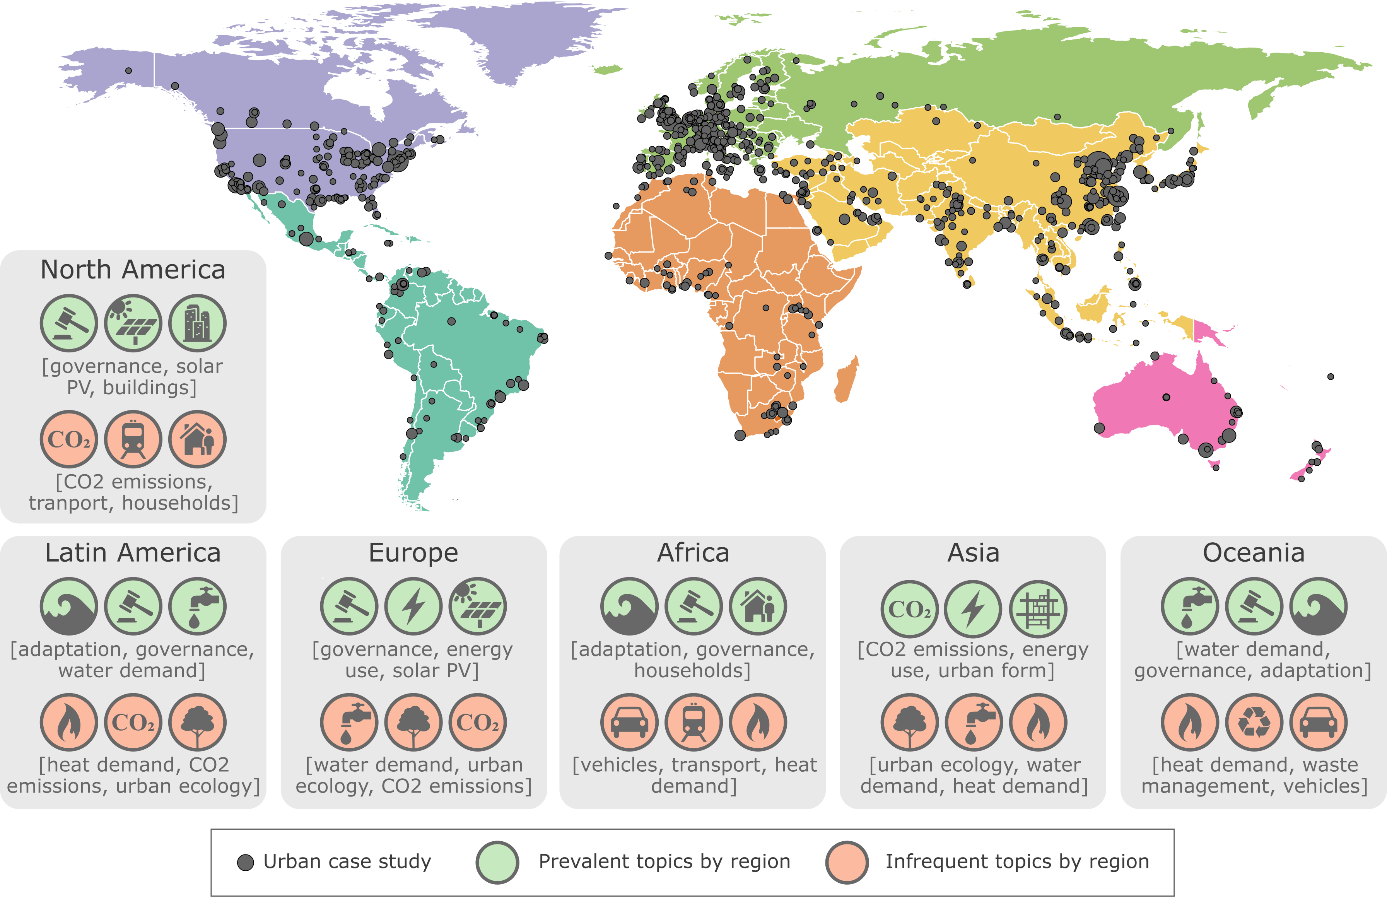 North America
[governance, solar
PV, buildings]
CO₂
[CO2 emissions,
tranport, households]
Latin America
[adaptation, governance,
water demand]
CO₂
[heat demand, CO2
emissions, urban ecology]
Europe
[governance, energy
use, solar PV]
CO₂
[water demand, urban
ecology, CO2 emissions]
Africa
[adaptation, governance,
households]
[vehicles, transport, heat
demand]
Asia
CO₂
[CO2 emissions, energy
use, urban form]
[urban ecology, water
demand, heat demand]
Oceania
[water demand,
governance, adaptation]
[heat demand, waste
management, vehicles]
Urban case study
Prevalent topics by region
Infrequent topics by region